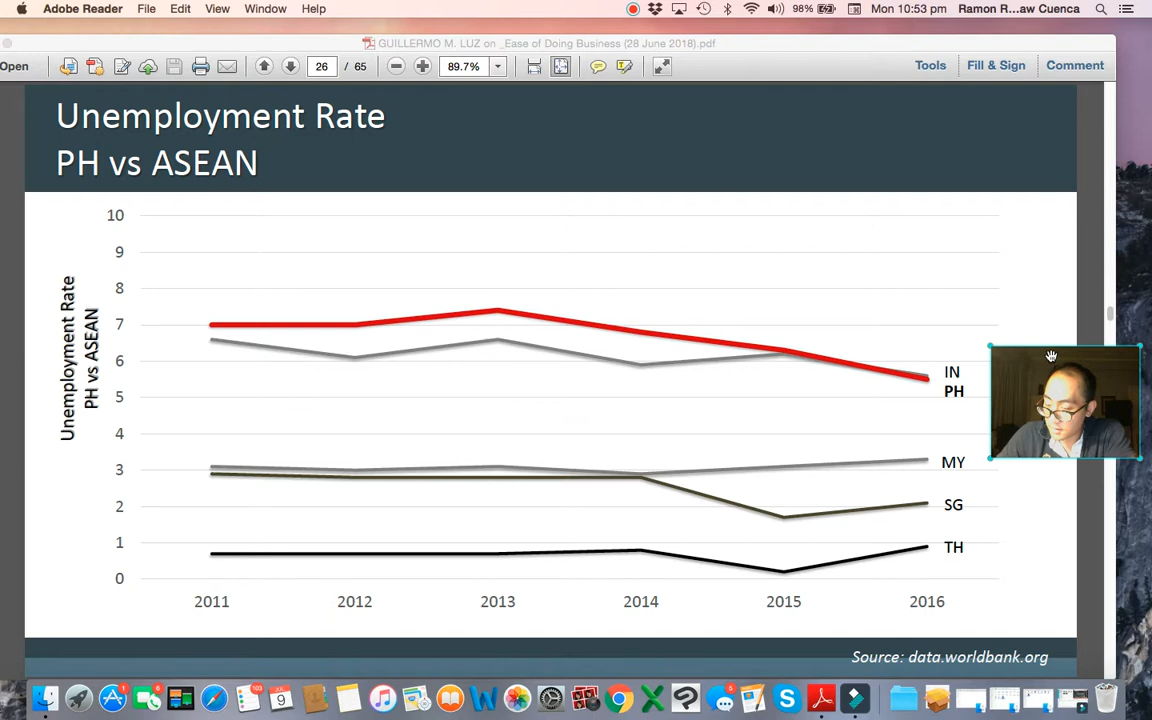 Adobe Reader File Edit View Window Help 98% Mon 10:53 pm Ramon R...aw Cuenca
GUILLERMO M. LUZ on _Ease of Doing Business (28 June 2018).pdf
Open 26 / 65 89.7% Tools Fill & Sign Comment
Unemployment Rate
PH vs ASEAN
Unemployment Rate
PH vs ASEAN
10
9
8
7
6
5
4
3
2
1
0
IN
PH
MY
SG
TH
2011 2012 2013 2014 2015 2016
Source: data.worldbank.org